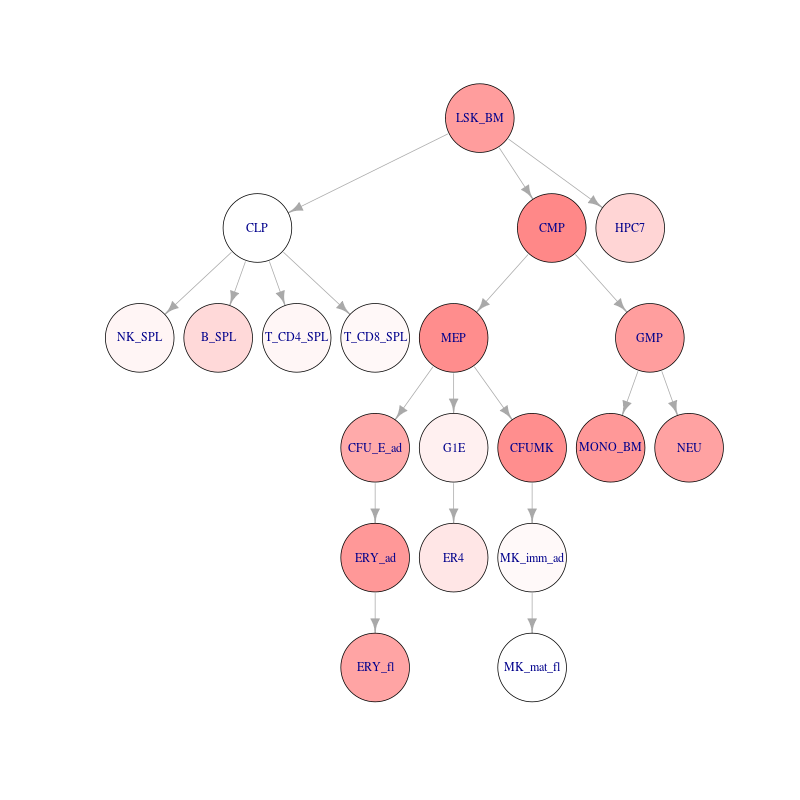 LSK_BM
CLP
CMP
HPC7
NK_SPL
B_SPL
T_CD4_SPL
T_CD8_SPL
MEP
GMP
CFU_E_ad
G1E
CFUMK
MONO_BM
NEU
ERY_ad
ER4
MK_imm_ad
ERY_fl
MK_mat_fl